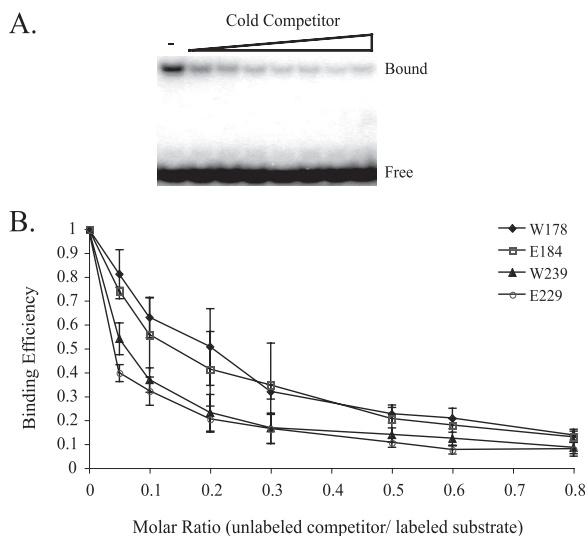 A.
Cold Competitor
-
Bound
Free
B.
1
0.9
0.8
0.7
0.6
0.5
0.4
0.3
0.2
0.1
0
Binding Efficiency
W178
E184
W239
E229
0 0.1 0.2 0.3 0.4 0.5 0.6 0.7 0.8
Molar Ratio (unlabeled competitor/ labeled substrate)